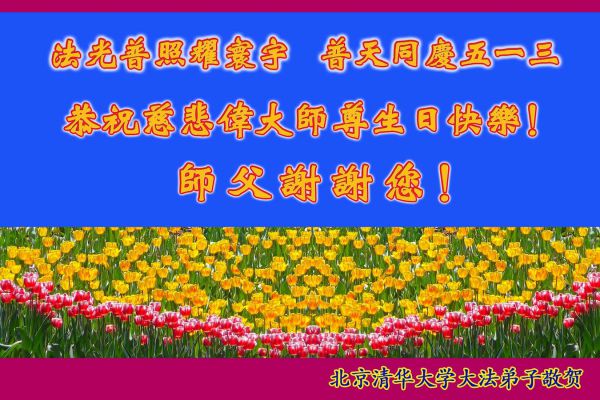 法光普照耀寰宇 普天同慶五一三
恭祝慈悲偉大師尊生日快樂!
師父謝謝您!
北京清华大学大法弟子敬贺